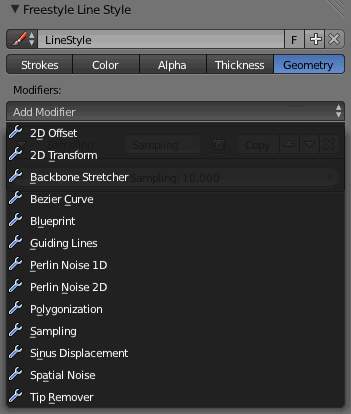 Freestyle Line Style
LineStyle F
Strokes Color Alpha Thickness Geometry
Modifiers:
Add Modifier
2D Offset
2D Transform Sampling Copy
Backbone Stretcher Sampling: 10.000
Bezier Curve
Blueprint
Guiding Lines
Perlin Noise 1D
Perlin Noise 2D
Polygonization
Sampling
Sinus Displacement
Spatial Noise
Tip Remover